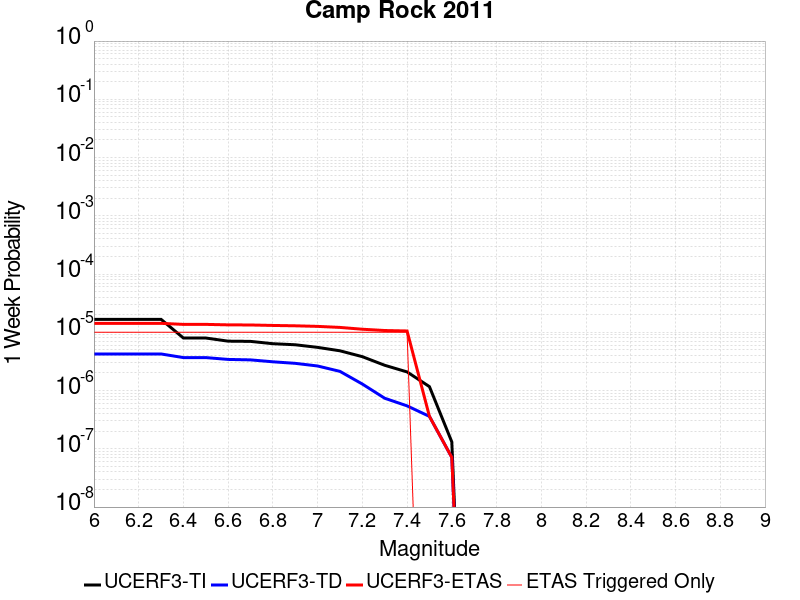 Camp Rock 2011
1 Week Probability
10^0
10^-1
10^-2
10^-3
10^-4
10^-5
10^-6
10^-7
10^-8
6 6.2 6.4 6.6 6.8 7 7.2 7.4 7.6 7.8 8 8.2 8.4 8.6 8.8 9
Magnitude
UCERF3-TI UCERF3-TD UCERF3-ETAS ETAS Triggered Only